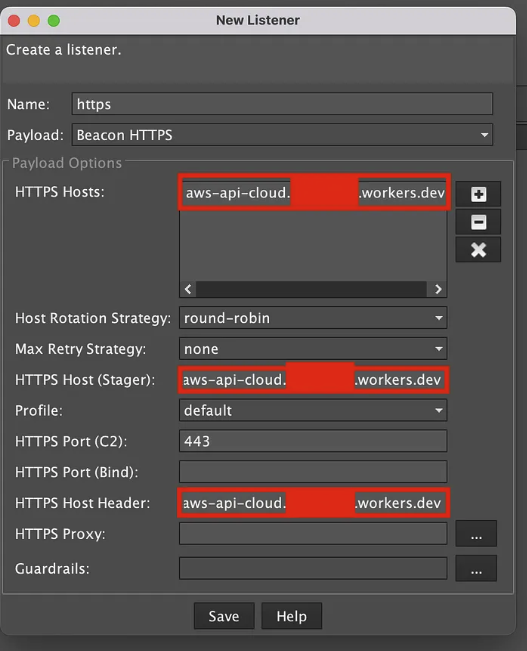 New Listener
Create a listener.
Name: https
Payload: Beacon HTTPS
Payload Options
HTTPS Hosts: aws-api-cloud. .workers.dev
Host Rotation Strategy: round-robin
Max Retry Strategy: none
HTTPS Host (Stager): aws-api-cloud. .workers.dev
Profile: default
HTTPS Port (C2): 443
HTTPS Port (Bind):
HTTPS Host Header: aws-api-cloud. .workers.dev
HTTPS Proxy: ...
Guardrails: ...
Save Help